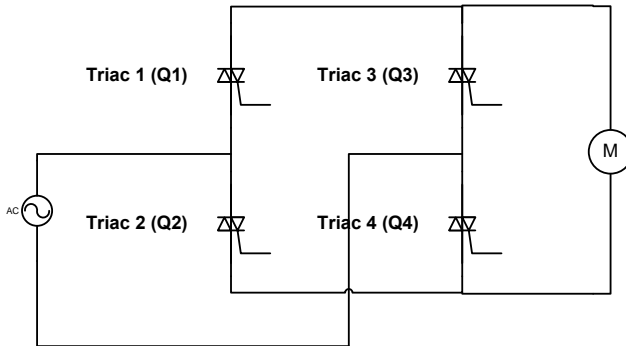 Triac 1 (Q1)
Triac 3 (Q3)
M
AC
Triac 2 (Q2)
Triac 4 (Q4)